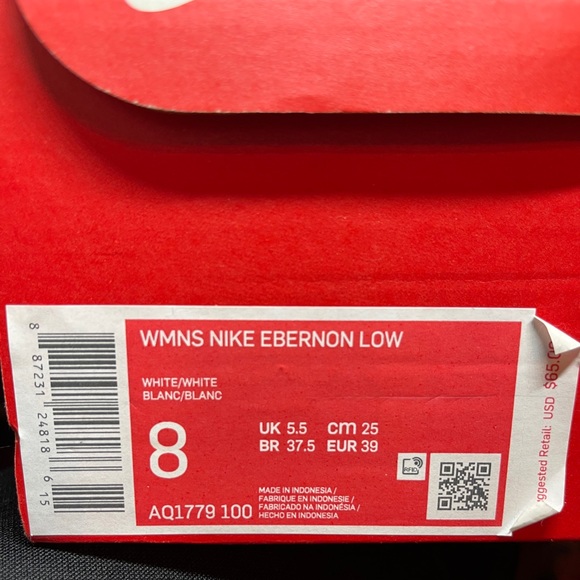 WMNS NIKE EBERNON LOW
WHITE/WHITE
BLANC/BLANC
8
UK 5.5 cm 25
BR 37.5 EUR 39
RFID
AQ1779 100
MADE IN INDONESIA /
FABRIQUE EN INDONESIE /
FABRICADO NA INDONÉSIA /
HECHO EN INDONESIA
8 87231 24818 6 15
ggested Retail: USD $65.00